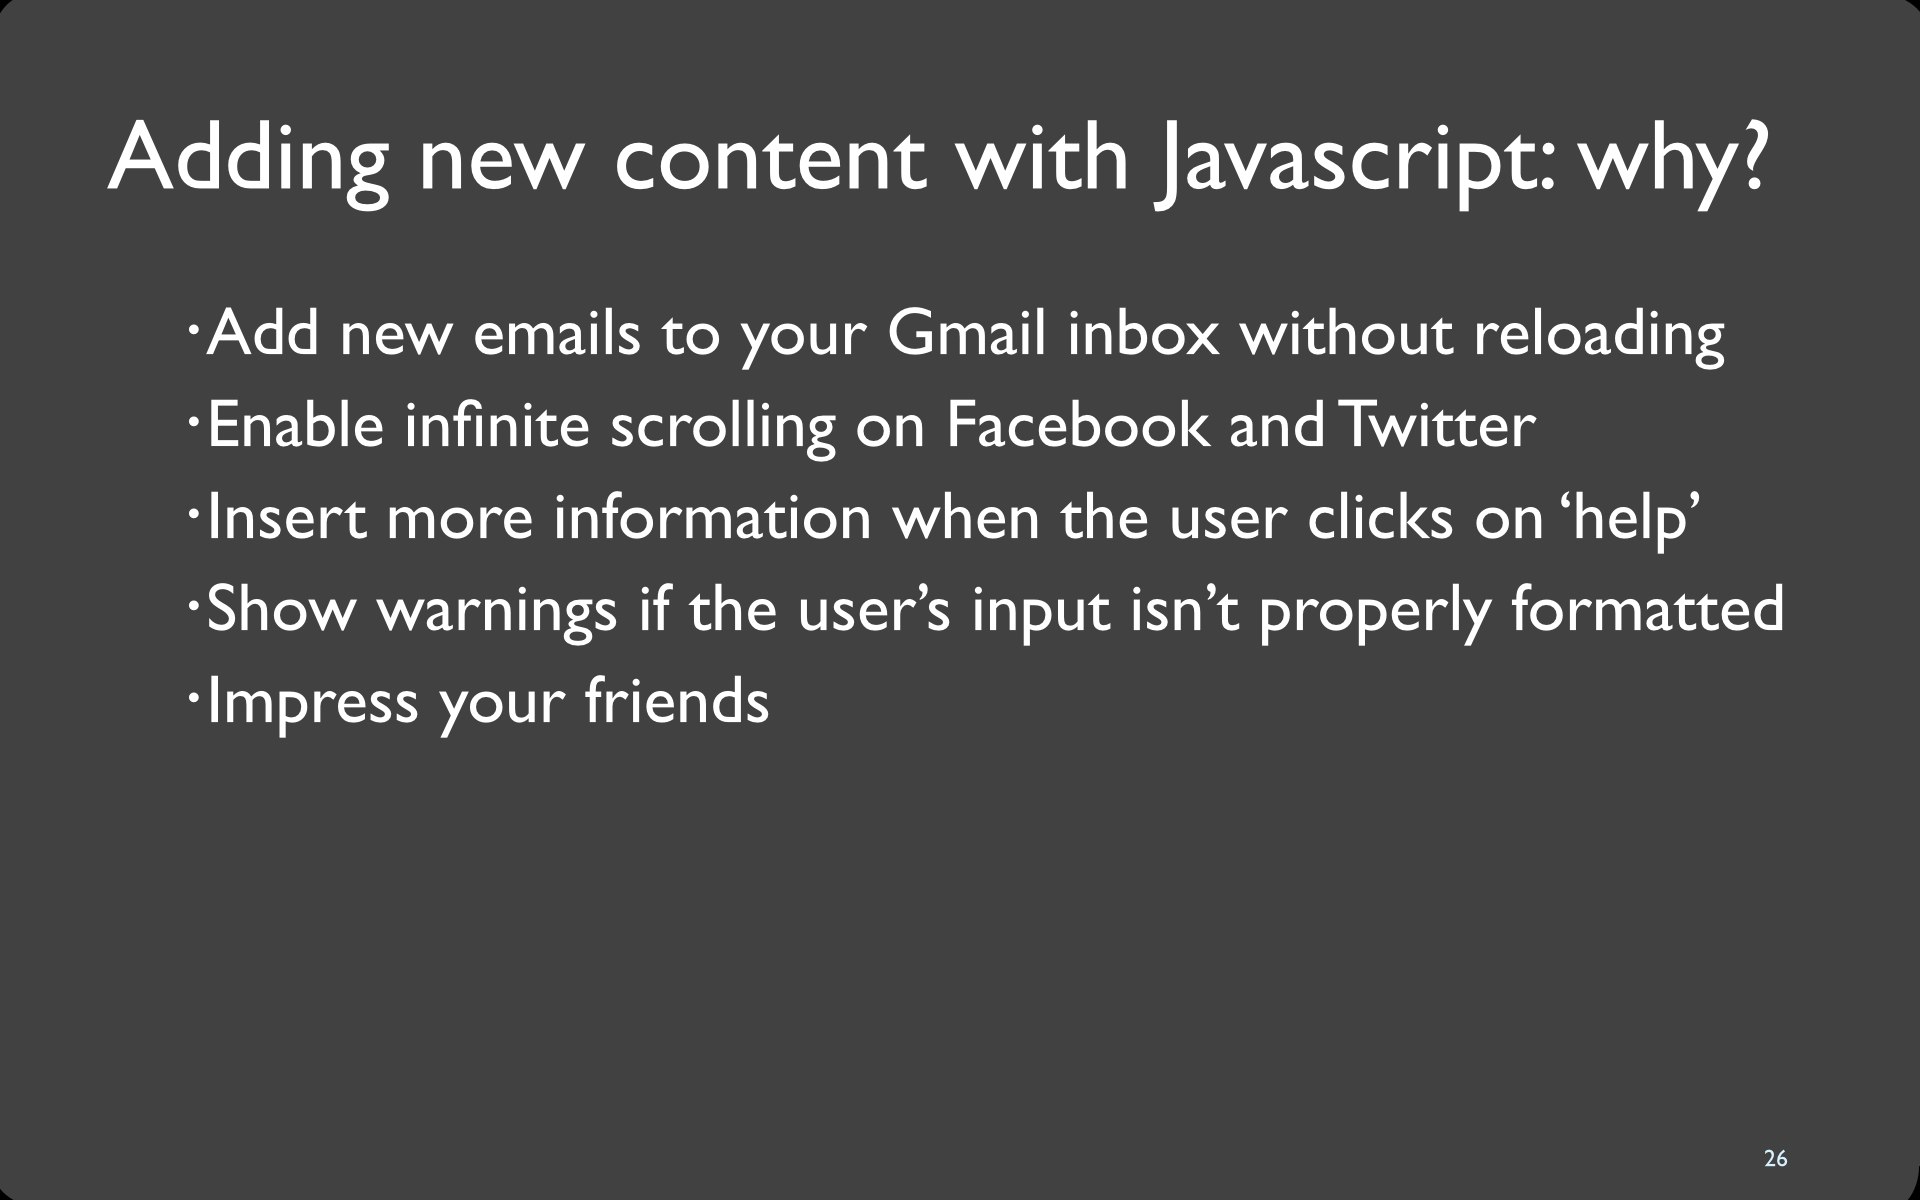 Adding new content with Javascript: why?
·Add new emails to your Gmail inbox without reloading
·Enable infinite scrolling on Facebook and Twitter
·Insert more information when the user clicks on ‘help’
·Show warnings if the user’s input isn’t properly formatted
·Impress your friends
26